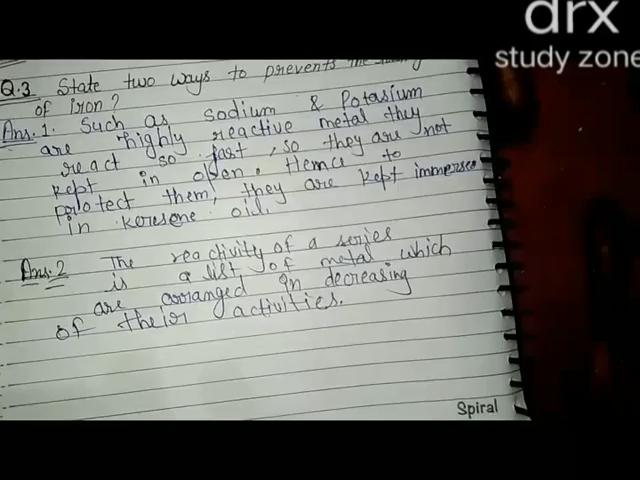 drx
study zone
Q.3 State two ways to prevents the
of iron?
Ans.1. Such as sodium & Potasium
are highly reactive metal they
react so fast, so they are not
kept in open. Hence to
protect them, they are kept immersed
in keresene oil.
Ans.2 The reactivity of a series
is a list of metal which
are arranged in decreasing
of their activities.
Spiral